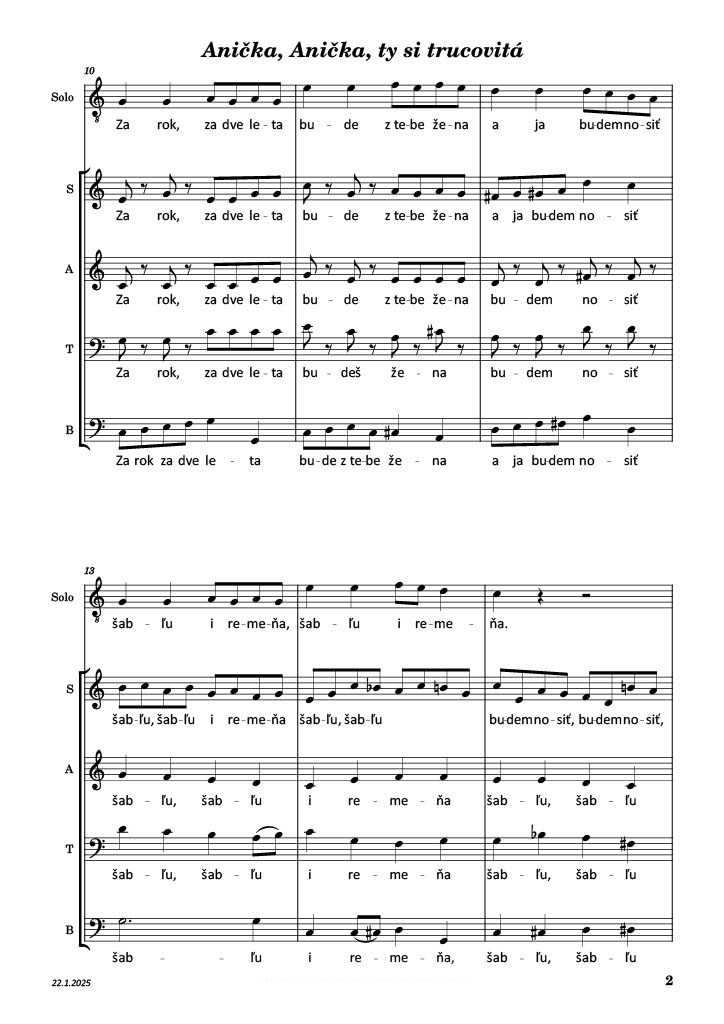 Anička, Anička, ty si trucovitá
10
Solo
Za rok, za dve le - ta bu - de z te-be že-na a ja bu-dem no-siť
S
Za rok, za dve le - ta bu - de z te-be že-na a ja bu-dem no - siť
A
Za rok, za dve le - ta bu - de z te-be že-na bu - dem no - siť
T
Za rok, za dve le - ta bu - deš že - na bu - dem no - siť
B
Za rok za dve le - ta bu-de z te-be že - na a ja bu-dem no - siť
13
Solo
šab - ľu i re-me-ňa, šab - ľu i re-me - ňa.
S
šab-ľu, šab-ľu i re-me-ňa šab-ľu, šab-ľu bu-dem no-siť, bu-dem no-siť,
A
šab - ľu, šab - ľu i re - me - ňa šab - ľu, šab - ľu
T
šab - ľu, šab - ľu i re - me - ňa šab - ľu, šab - ľu
B
šab - ľu i re - me - ňa, šab - ľu, šab - ľu
22.1.2025
2